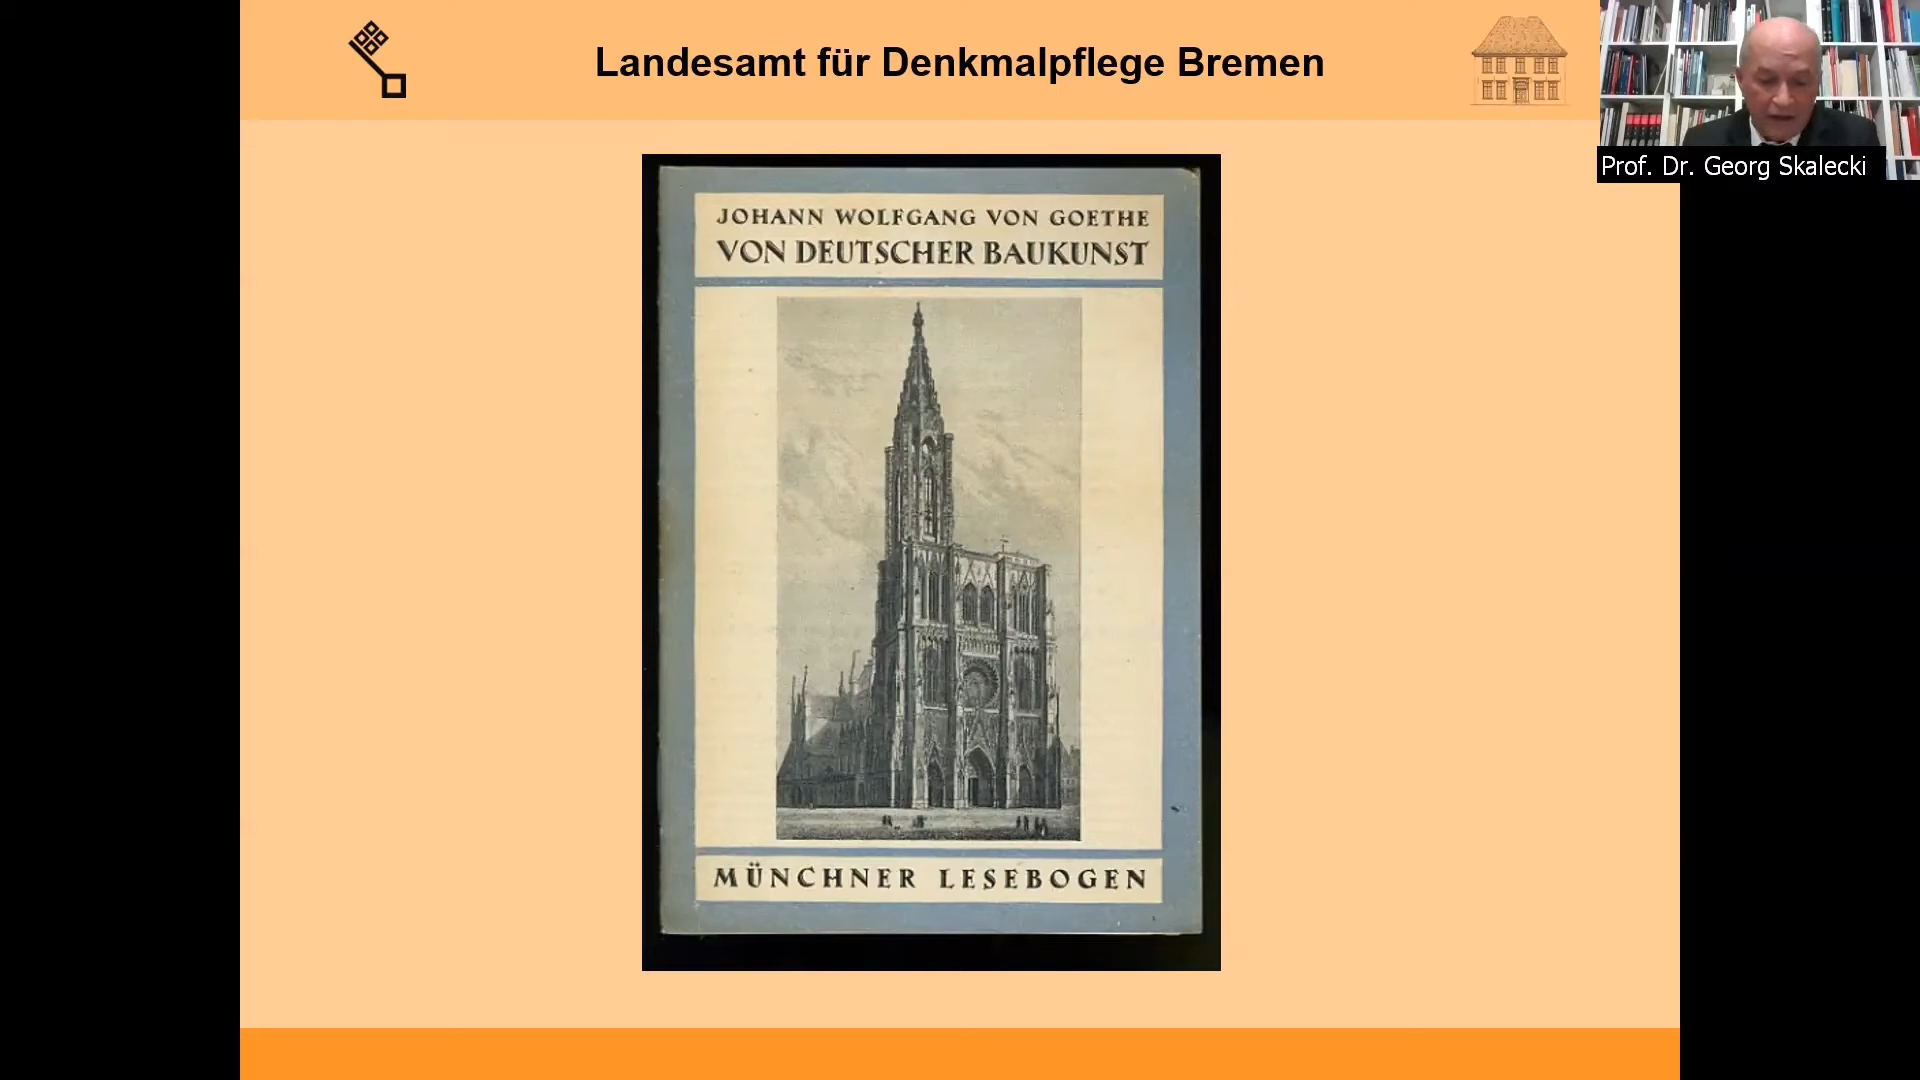 Landesamt für Denkmalpflege Bremen
Prof. Dr. Georg Skalecki
JOHANN WOLFGANG VON GOETHE
VON DEUTSCHER BAUKUNST
MÜNCHNER LESEBOGEN